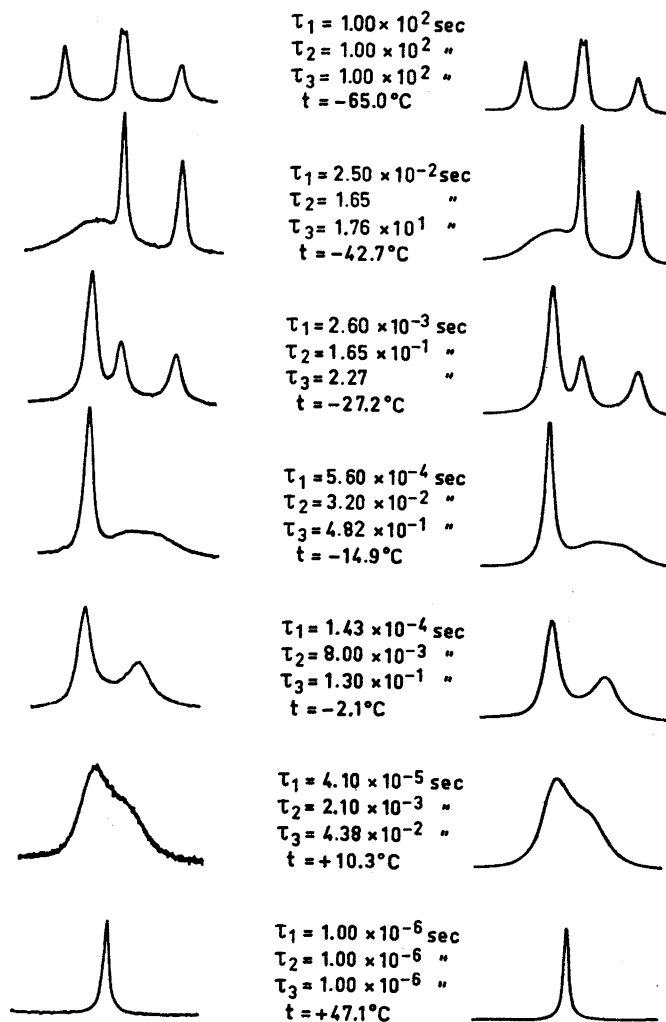 τ1 = 1.00 × 10² sec
τ2 = 1.00 × 10² "
τ3 = 1.00 × 10² "
t = −65.0°C
τ1 = 2.50 × 10⁻² sec
τ2 = 1.65 "
τ3 = 1.76 × 10¹ "
t = −42.7°C
τ1 = 2.60 × 10⁻³ sec
τ2 = 1.65 × 10⁻¹ "
τ3 = 2.27 "
t = −27.2°C
τ1 = 5.60 × 10⁻⁴ sec
τ2 = 3.20 × 10⁻² "
τ3 = 4.82 × 10⁻¹ "
t = −14.9°C
τ1 = 1.43 × 10⁻⁴ sec
τ2 = 8.00 × 10⁻³ "
τ3 = 1.30 × 10⁻¹ "
t = −2.1°C
τ1 = 4.10 × 10⁻⁵ sec
τ2 = 2.10 × 10⁻³ "
τ3 = 4.38 × 10⁻² "
t = +10.3°C
τ1 = 1.00 × 10⁻⁶ sec
τ2 = 1.00 × 10⁻⁶ "
τ3 = 1.00 × 10⁻⁶ "
t = +47.1°C